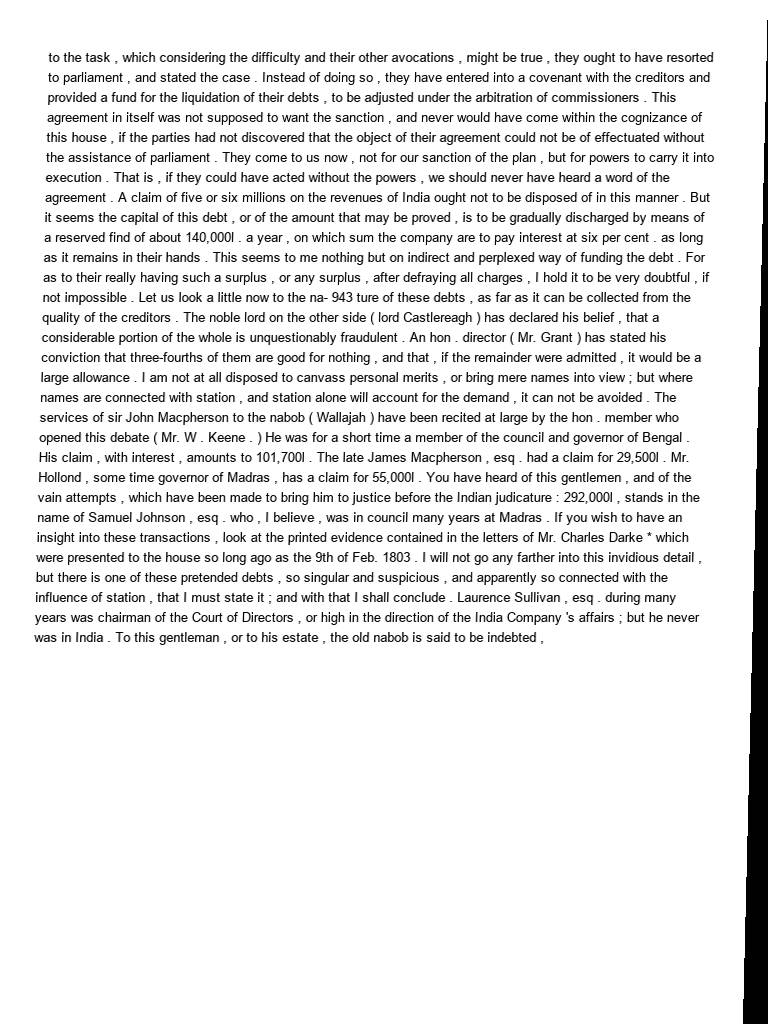 to the task , which considering the difficulty and their other avocations , might be true , they ought to have resorted
to parliament , and stated the case . Instead of doing so , they have entered into a covenant with the creditors and
provided a fund for the liquidation of their debts , to be adjusted under the arbitration of commissioners . This
agreement in itself was not supposed to want the sanction , and never would have come within the cognizance of
this house , if the parties had not discovered that the object of their agreement could not be of effectuated without
the assistance of parliament . They come to us now , not for our sanction of the plan , but for powers to carry it into
execution . That is , if they could have acted without the powers , we should never have heard a word of the
agreement . A claim of five or six millions on the revenues of India ought not to be disposed of in this manner . But
it seems the capital of this debt , or of the amount that may be proved , is to be gradually discharged by means of
a reserved find of about 140,000l . a year , on which sum the company are to pay interest at six per cent . as long
as it remains in their hands . This seems to me nothing but on indirect and perplexed way of funding the debt . For
as to their really having such a surplus , or any surplus , after defraying all charges , I hold it to be very doubtful , if
not impossible . Let us look a little now to the na- 943 ture of these debts , as far as it can be collected from the
quality of the creditors . The noble lord on the other side ( lord Castlereagh ) has declared his belief , that a
considerable portion of the whole is unquestionably fraudulent . An hon . director ( Mr. Grant ) has stated his
conviction that three-fourths of them are good for nothing , and that , if the remainder were admitted , it would be a
large allowance . I am not at all disposed to canvass personal merits , or bring mere names into view ; but where
names are connected with station , and station alone will account for the demand , it can not be avoided . The
services of sir John Macpherson to the nabob ( Wallajah ) have been recited at large by the hon . member who
opened this debate ( Mr. W . Keene . ) He was for a short time a member of the council and governor of Bengal .
His claim , with interest , amounts to 101,700l . The late James Macpherson , esq . had a claim for 29,500l . Mr.
Hollond , some time governor of Madras , has a claim for 55,000l . You have heard of this gentlemen , and of the
vain attempts , which have been made to bring him to justice before the Indian judicature : 292,000l , stands in the
name of Samuel Johnson , esq . who , I believe , was in council many years at Madras . If you wish to have an
insight into these transactions , look at the printed evidence contained in the letters of Mr. Charles Darke * which
were presented to the house so long ago as the 9th of Feb. 1803 . I will not go any farther into this invidious detail ,
but there is one of these pretended debts , so singular and suspicious , and apparently so connected with the
influence of station , that I must state it ; and with that I shall conclude . Laurence Sullivan , esq . during many
years was chairman of the Court of Directors , or high in the direction of the India Company 's affairs ; but he never
was in India . To this gentleman , or to his estate , the old nabob is said to be indebted ,